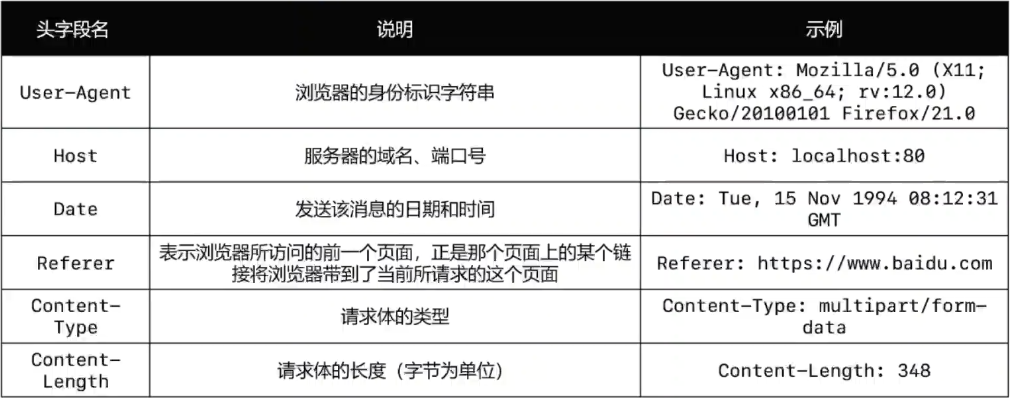 头字段名 说明 示例
User-Agent 浏览器的身份标识字符串 User-Agent: Mozilla/5.0 (X11;
Linux x86_64; rv:12.0)
Gecko/20100101 Firefox/21.0
Host 服务器的域名、端口号 Host: localhost:80
Date 发送该消息的日期和时间 Date: Tue, 15 Nov 1994 08:12:31
GMT
Referer 表示浏览器所访问的前一个页面，正是那个页面上的某个链
接将浏览器带到了当前所请求的这个页面 Referer: https://www.baidu.com
Content-
Type 请求体的类型 Content-Type: multipart/form-
data
Content-
Length 请求体的长度（字节为单位） Content-Length: 348